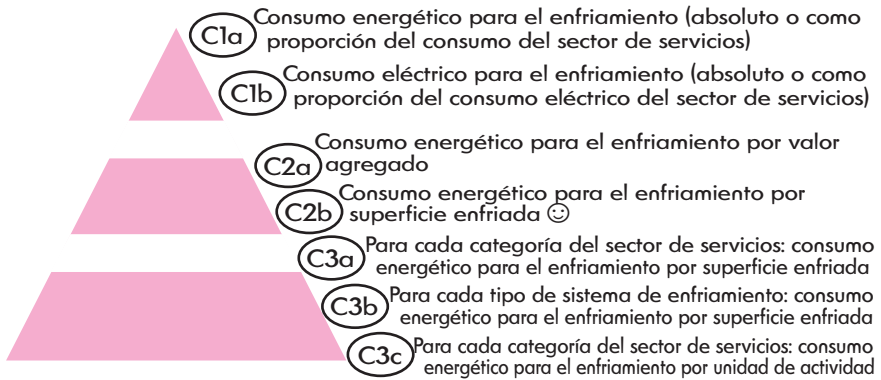 C1a Consumo energético para el enfriamiento (absoluto o como
proporción del consumo del sector de servicios)
C1b Consumo eléctrico para el enfriamiento (absoluto o como
proporción del consumo eléctrico del sector de servicios)
C2a Consumo energético para el enfriamiento por valor
agregado
C2b Consumo energético para el enfriamiento por
superficie enfriada ☺
C3a Para cada categoría del sector de servicios: consumo
energético para el enfriamiento por superficie enfriada
C3b Para cada tipo de sistema de enfriamiento: consumo
energético para el enfriamiento por superficie enfriada
C3c Para cada categoría del sector de servicios: consumo
energético para el enfriamiento por unidad de actividad